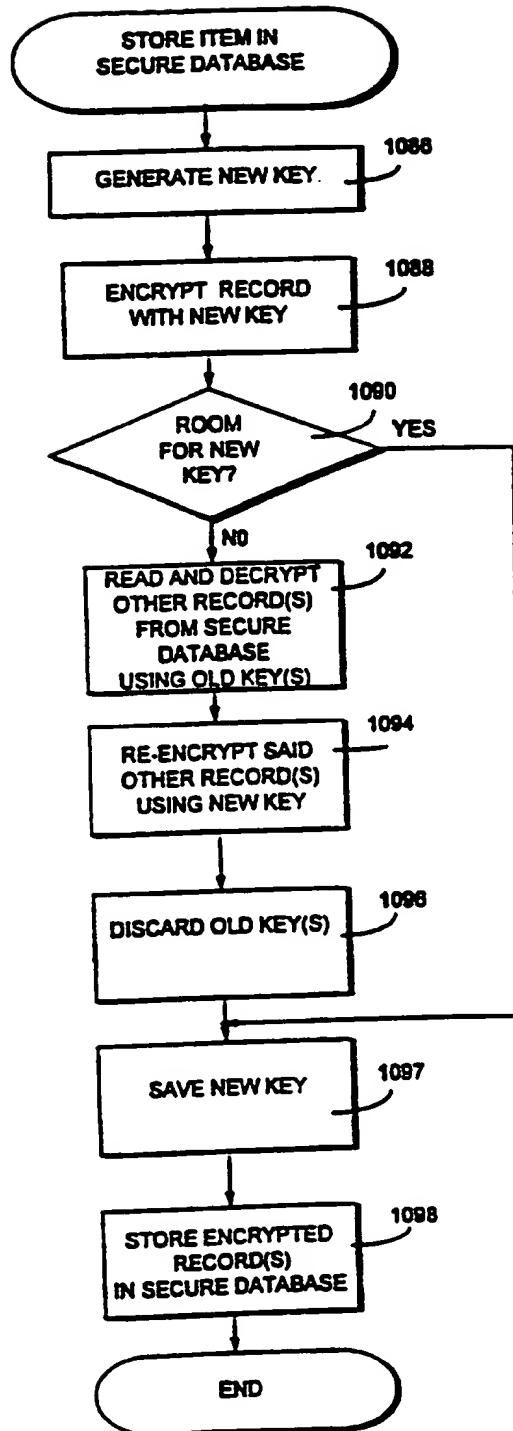 STORE ITEM IN
SECURE DATABASE
1086
GENERATE NEW KEY.
1088
ENCRYPT RECORD
WITH NEW KEY
1090
ROOM
FOR NEW
KEY?
YES
NO
1092
READ AND DECRYPT
OTHER RECORD(S)
FROM SECURE
DATABASE
USING OLD KEY(S)
1094
RE-ENCRYPT SAID
OTHER RECORD(S)
USING NEW KEY
1096
DISCARD OLD KEY(S)
SAVE NEW KEY
1097
1098
STORE ENCRYPTED
RECORD(S)
IN SECURE DATABASE
END